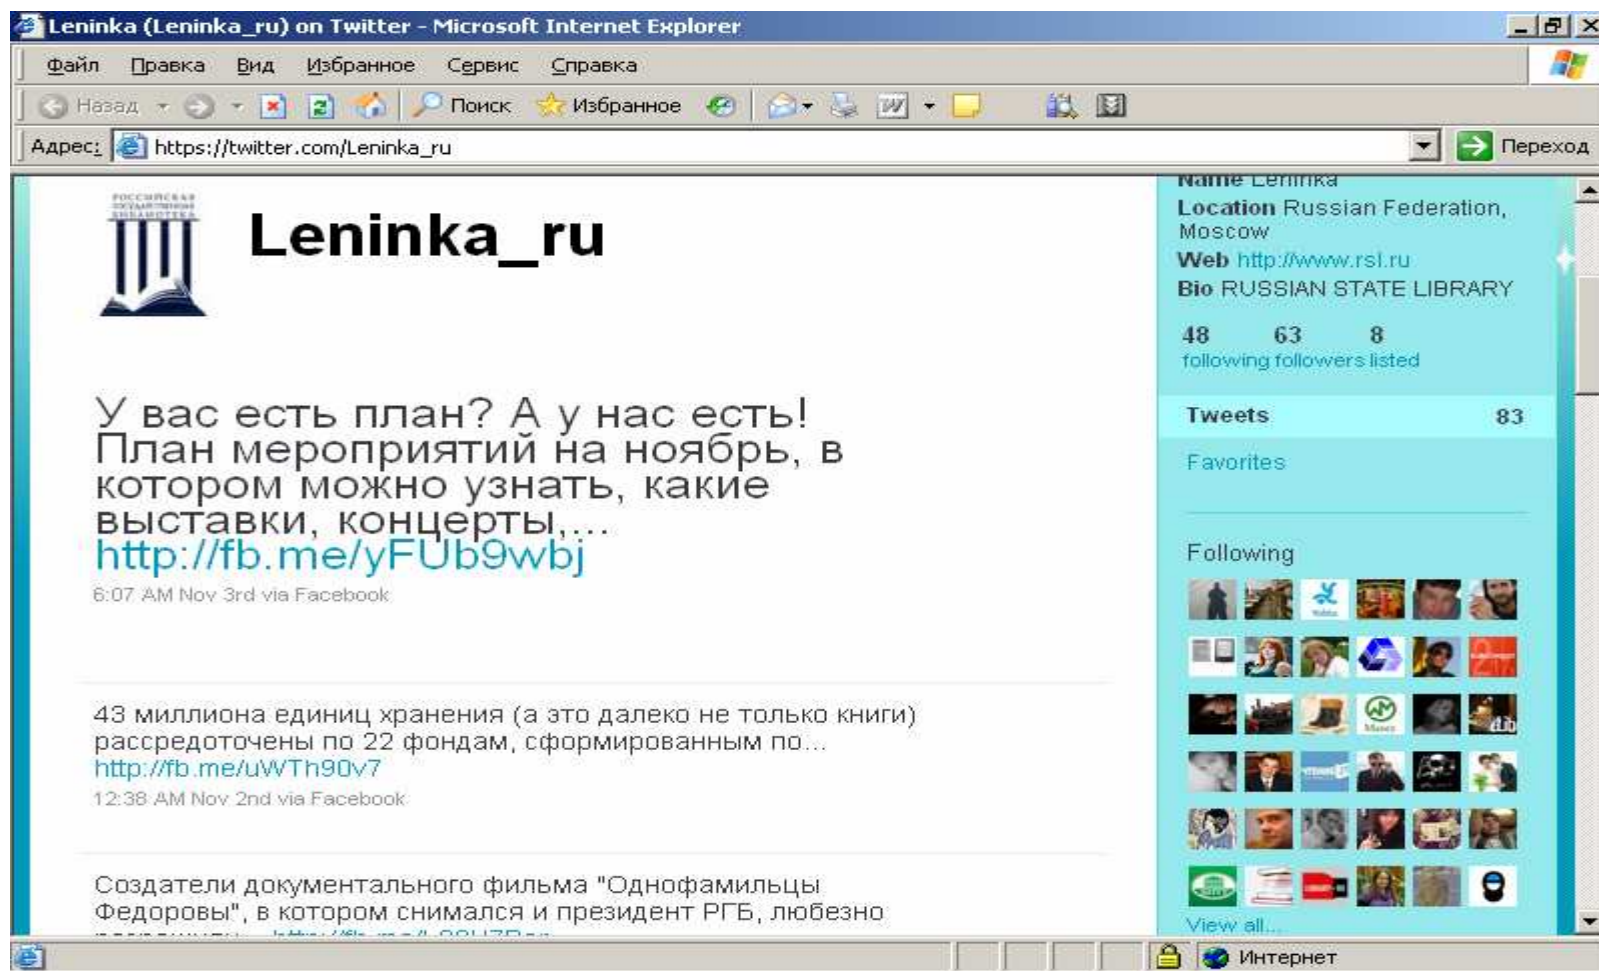 Leninka (Leninka_ru) on Twitter - Microsoft Internet Explorer
Файл Правка Вид Избранное Сервис Справка
Назад Поиск Избранное
Адрес: https://twitter.com/Leninka_ru Переход
РОССИЙСКАЯ
ГОСУДАРСТВЕННАЯ
БИБЛИОТЕКА
Leninka_ru
У вас есть план? А у нас есть!
План мероприятий на ноябрь, в
котором можно узнать, какие
выставки, концерты,...
http://fb.me/yFUb9wbj
6:07 AM Nov 3rd via Facebook
43 миллиона единиц хранения (а это далеко не только книги)
рассредоточены по 22 фондам, сформированным по...
http://fb.me/uWTh90v7
12:38 AM Nov 2nd via Facebook
Создатели документального фильма "Однофамильцы
Федоровы", в котором снимался и президент РГБ, любезно
Name Leninka
Location Russian Federation,
Moscow
Web http://www.rsl.ru
Bio RUSSIAN STATE LIBRARY
48 63 8
following followers listed
Tweets 83
Favorites
Following
View all...
Интернет